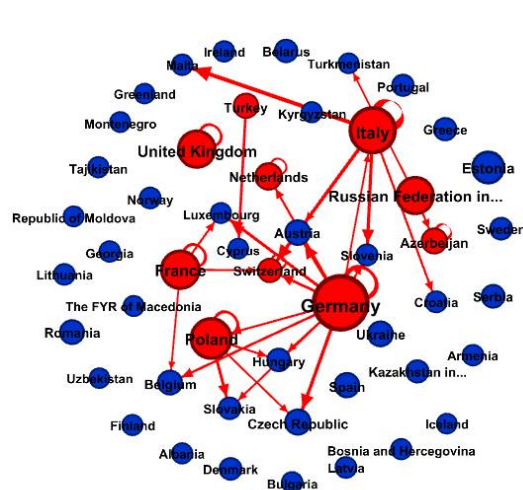 Ireland
Belarus
Malta
Turkmenistan
Portugal
Greenland
Turkey
Kyrgyzstan
Montenegro
Italy
Greece
United Kingdom
Tajikistan
Netherlands
Estonia
Norway
Russian Federation in...
Republic of Moldova
Luxembourg
Austria
Sweden
Georgia
Cyprus
Slovenia
Azerbeijan
Lithuania
France
Switzerland
The FYR of Macedonia
Germany
Croatia
Serbia
Romania
Poland
Ukraine
Hungary
Armenia
Uzbekistan
Belgium
Spain
Kazakhstan in...
Slovakia
Czech Republic
Finland
Iceland
Albania
Bosnia and Hercegovina
Denmark
Latvia
Bulgaria